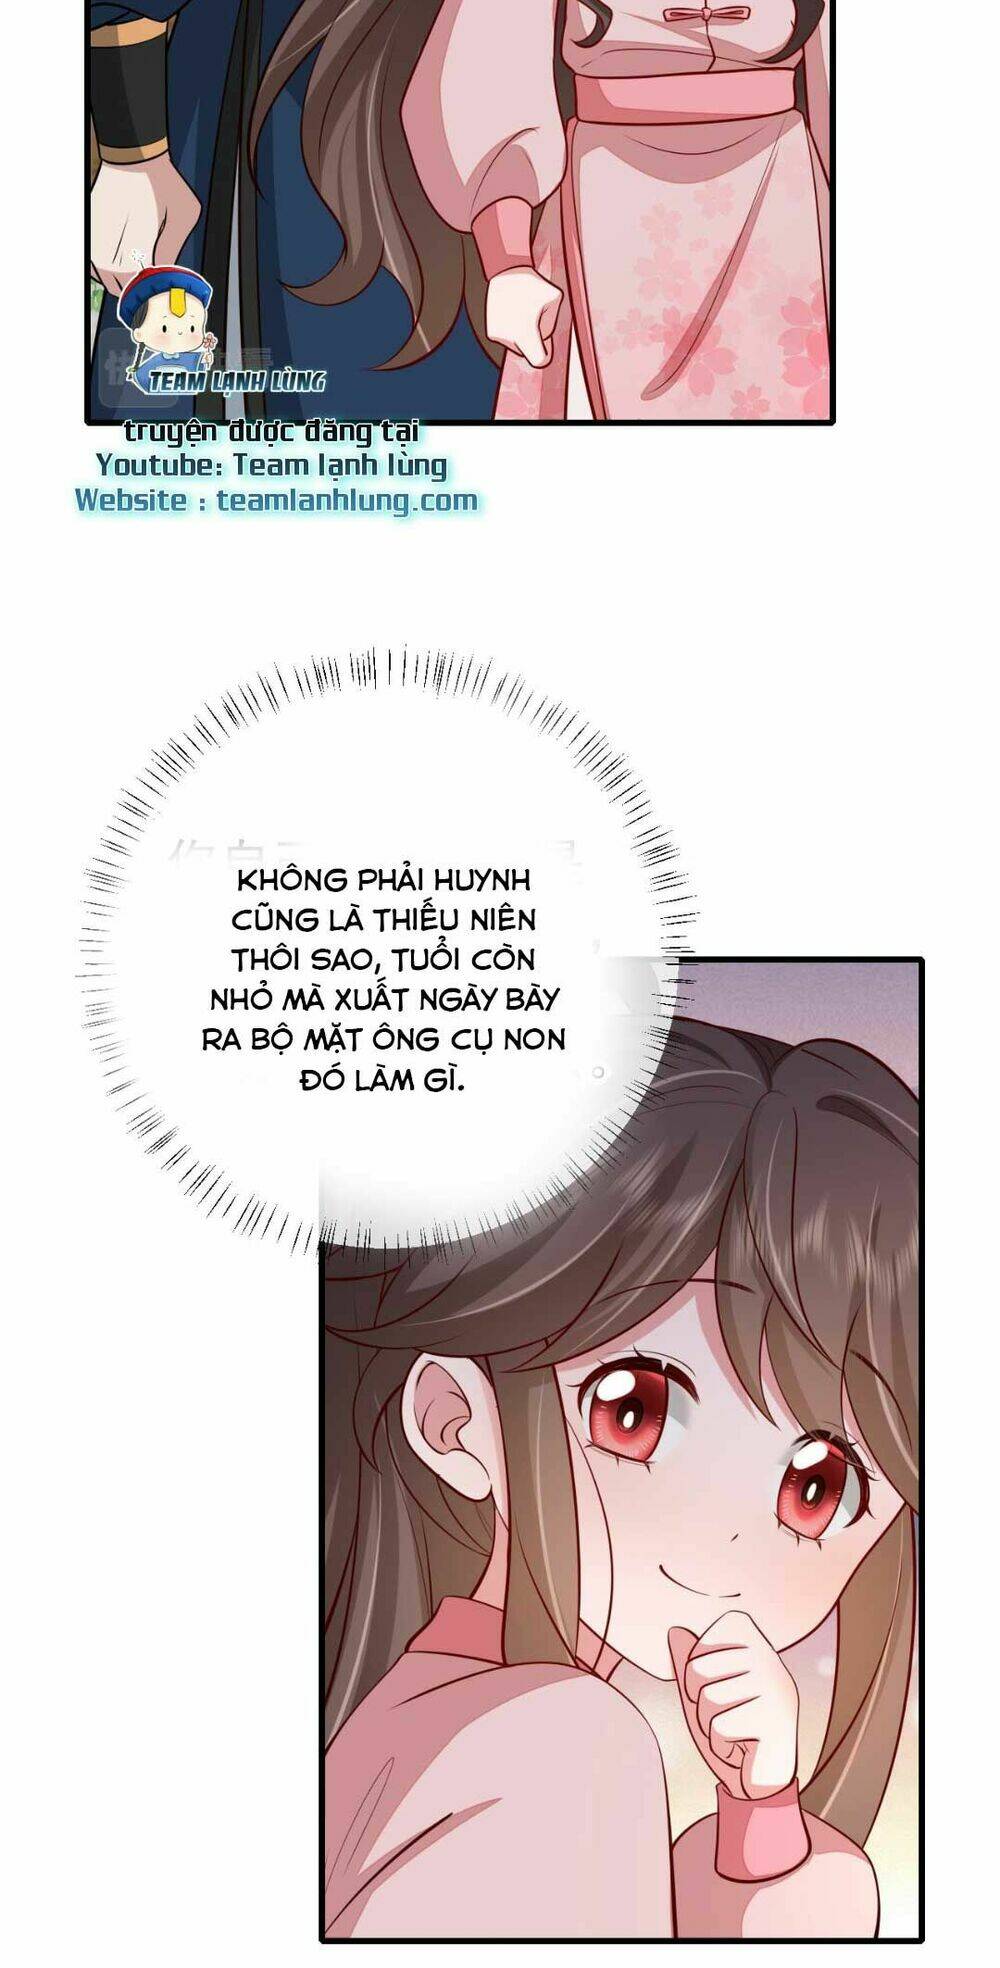 TEAM LẠNH LÙNG
truyện được đăng tại
Youtube: Team lạnh lùng
Website : teamlanhlung.com
KHÔNG PHẢI HUYNH
CŨNG LÀ THIẾU NIÊN
THÔI SAO, TUỔI CÒN
NHỎ MÀ XUẤT NGÀY BÀY
RA BỘ MẶT ÔNG CỤ NON
ĐÓ LÀM GÌ.